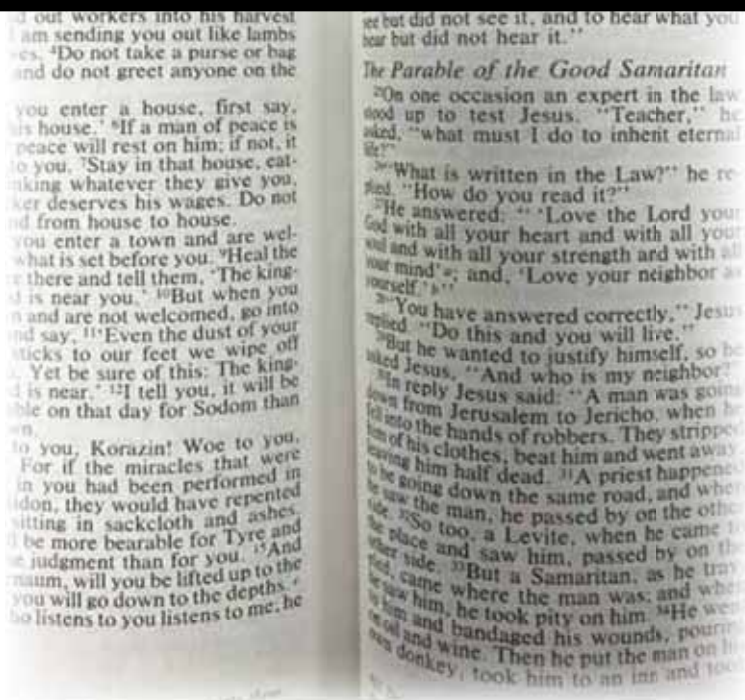 d out workers into his harvest
am sending you out like lambs
es. ⁴Do not take a purse or bag
and do not greet anyone on the
you enter a house, first say,
is house.' ⁶If a man of peace is
peace will rest on him; if not, it
to you. ⁷Stay in that house, eat-
nking whatever they give you,
ker deserves his wages. Do not
nd from house to house.
you enter a town and are wel-
what is set before you. ⁹Heal the
there and tell them, 'The king-
d is near you.' ¹⁰But when you
n and are not welcomed, go into
nd say, ¹¹'Even the dust of your
sticks to our feet we wipe off
. Yet be sure of this: The king-
d is near.' ¹²I tell you, it will be
ble on that day for Sodom than
wn.
to you, Korazin! Woe to you,
For if the miracles that were
in you had been performed in
idon, they would have repented
sitting in sackcloth and ashes.
be more bearable for Tyre and
e judgment than for you. ¹⁵And
naum, will you be lifted up to the
you will go down to the depths.
ho listens to you listens to me; he
see but did not see it, and to hear what you
hear but did not hear it."
The Parable of the Good Samaritan
²⁵On one occasion an expert in the law
stood up to test Jesus. "Teacher," he
asked, "what must I do to inherit eternal
life?"
²⁶"What is written in the Law?" he re-
plied. "How do you read it?"
²⁷He answered: " 'Love the Lord your
God with all your heart and with all your
soul and with all your strength and with all
your mind'ᵃ; and, 'Love your neighbor as
yourself.'ᵇ"
²⁸"You have answered correctly," Jesus
replied. "Do this and you will live."
²⁹But he wanted to justify himself, so he
asked Jesus, "And who is my neighbor?"
³⁰In reply Jesus said: "A man was going
down from Jerusalem to Jericho, when he
fell into the hands of robbers. They stripped
him of his clothes, beat him and went away,
leaving him half dead. ³¹A priest happened
to be going down the same road, and when
he saw the man, he passed by on the othe
side. ³²So too, a Levite, when he came to
the place and saw him, passed by on the
other side. ³³But a Samaritan, as he trav
eled, came where the man was; and when
he saw him, he took pity on him. ³⁴He went
to him and bandaged his wounds, pouring
on oil and wine. Then he put the man on hi
own donkey, took him to an inn and took